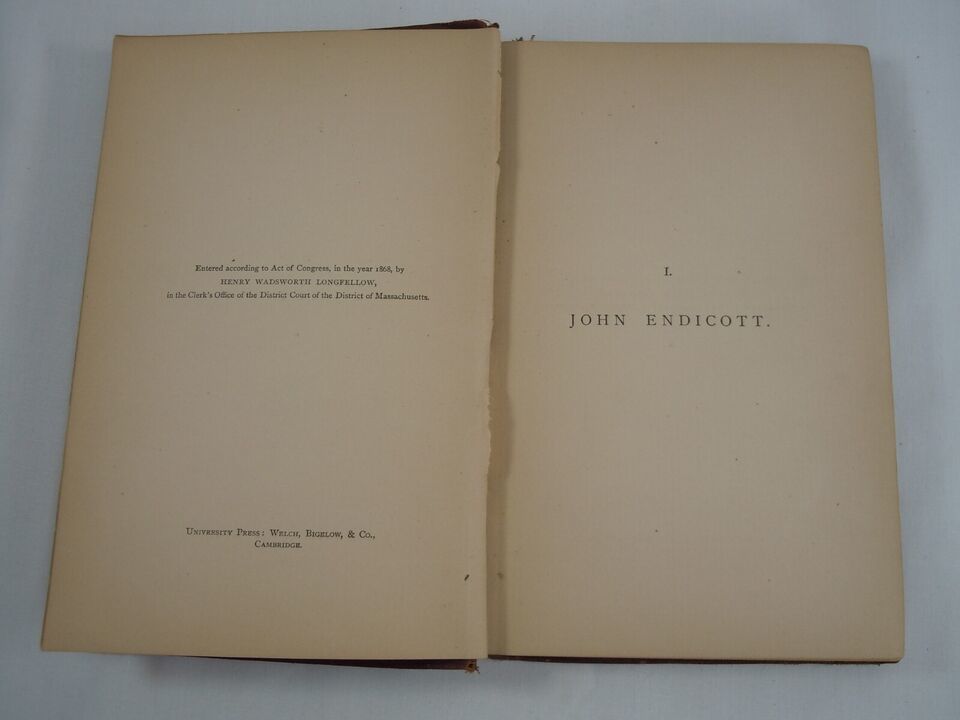 Entered according to Act of Congress, in the year 1868, by
HENRY WADSWORTH LONGFELLOW,
in the Clerk's Office of the District Court of the District of Massachusetts.
University Press: Welch, Bigelow, & Co.,
Cambridge.
I.
JOHN ENDICOTT.